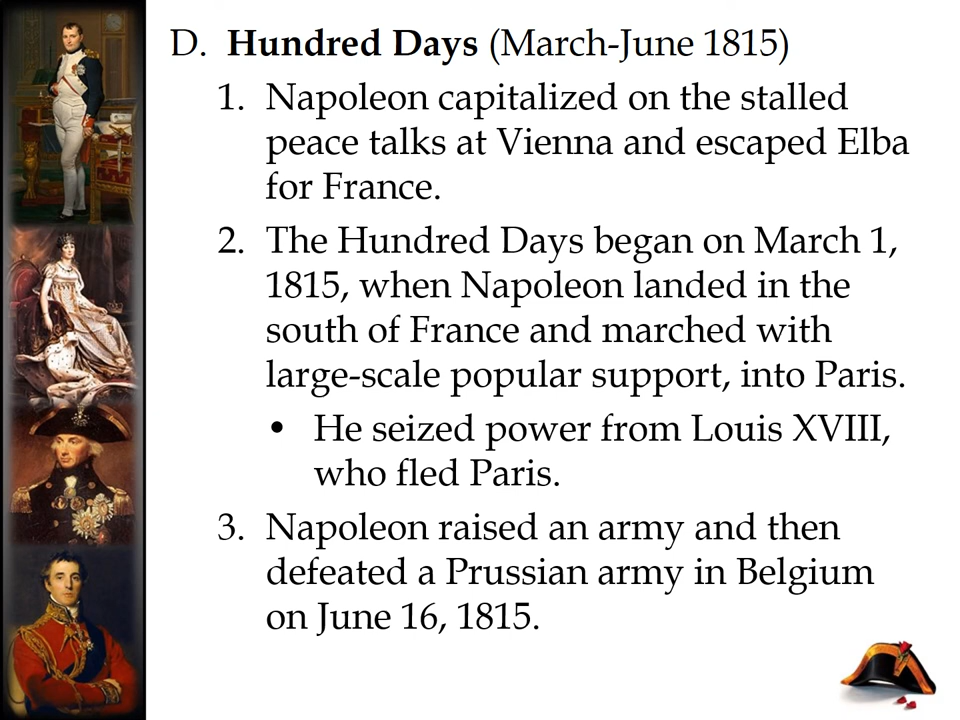 D. Hundred Days (March-June 1815)
1. Napoleon capitalized on the stalled
peace talks at Vienna and escaped Elba
for France.
2. The Hundred Days began on March 1,
1815, when Napoleon landed in the
south of France and marched with
large-scale popular support, into Paris.
• He seized power from Louis XVIII,
who fled Paris.
3. Napoleon raised an army and then
defeated a Prussian army in Belgium
on June 16, 1815.